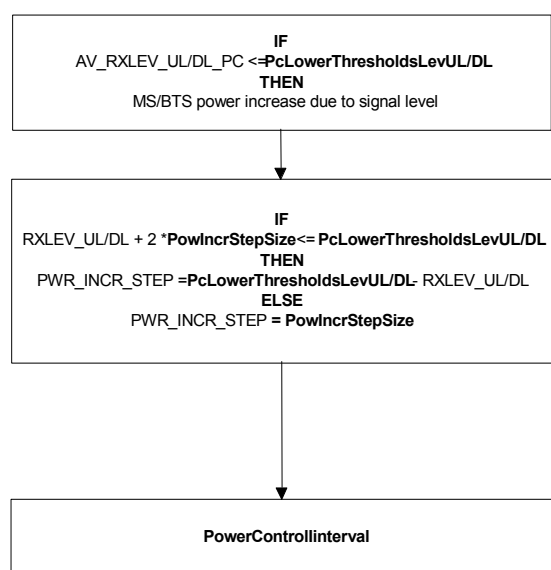 IF
AV_RXLEV_UL/DL_PC <=PcLowerThresholdsLevUL/DL
THEN
MS/BTS power increase due to signal level
IF
RXLEV_UL/DL + 2 *PowIncrStepSize<= PcLowerThresholdsLevUL/DL
THEN
PWR_INCR_STEP =PcLowerThresholdsLevUL/DL- RXLEV_UL/DL
ELSE
PWR_INCR_STEP = PowIncrStepSize
PowerControlIinterval